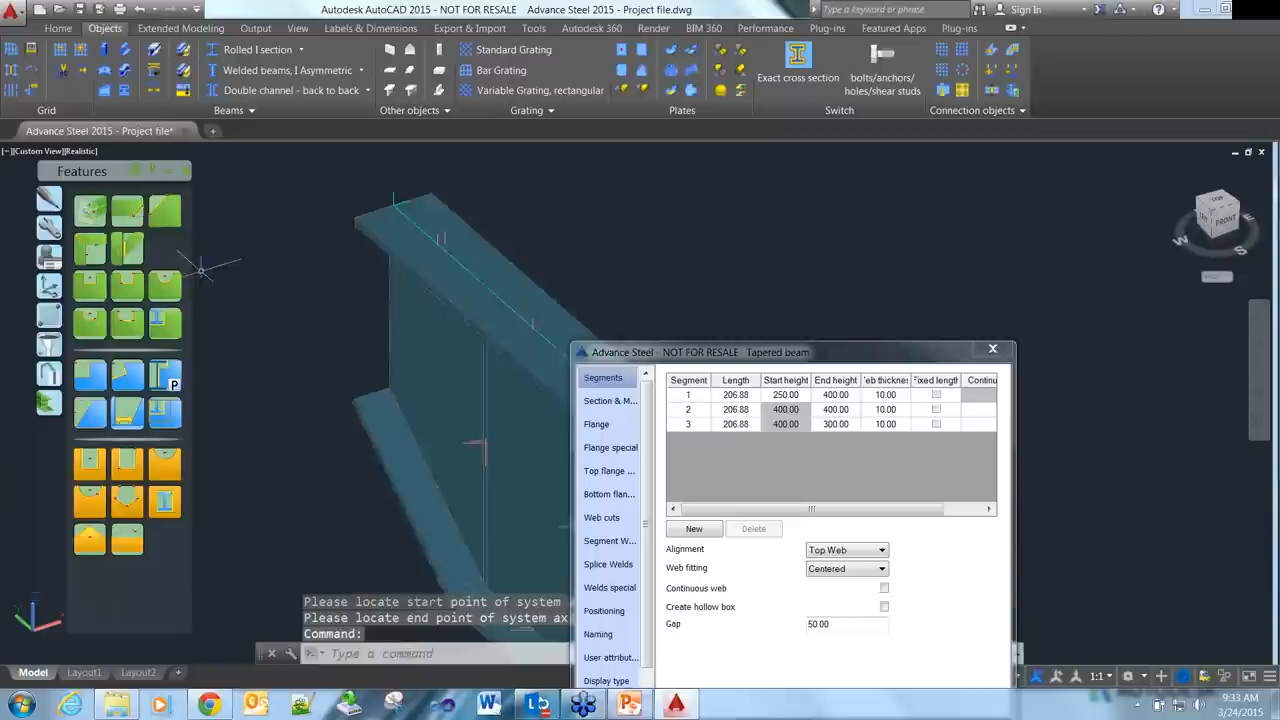 Autodesk AutoCAD 2015 - NOT FOR RESALE Advance Steel - Project file.dwg
Type a keyword or phrase
Sign In
Home Objects Extended Modeling Output View Labels & Dimensions Export & Import Tools Autodesk 360 Render BIM 360 Performance Plug-ins Featured Apps Plug-ins
Rolled I section
Welded beams, I Asymmetric
Double channel - back to back
Standard Grating
Bar Grating
Variable Grating, rectangular
Exact cross section
bolts/anchors/
holes/shear studs
Grid Beams Other objects Grating Plates Switch Connection objects
Advance Steel 2015 - Project file*
[−][Custom View][Realistic]
Features
P
TOP
FRONT
W
S
Advance Steel - NOT FOR RESALE Tapered beam
Segments
Section & M...
Flange
Flange special
Top flange ...
Bottom flan...
Web cuts
Segment W...
Splice Welds
Welds special
Positioning
Naming
User attribut...
Display type
Segment Length Start height End height
1 206.88 250.00 400.00 10.00
2 206.88 400.00 400.00 10.00
3 206.88 400.00 300.00 10.00
New Delete
Alignment Top Web
Web fitting Centered
Continuous web
Create hollow box
Gap 50.00
Please locate start point of system
Please locate end point of system ax
Command:
Type a command
Model Layout1 Layout2 +
1:1
9:33 AM
3/24/2015